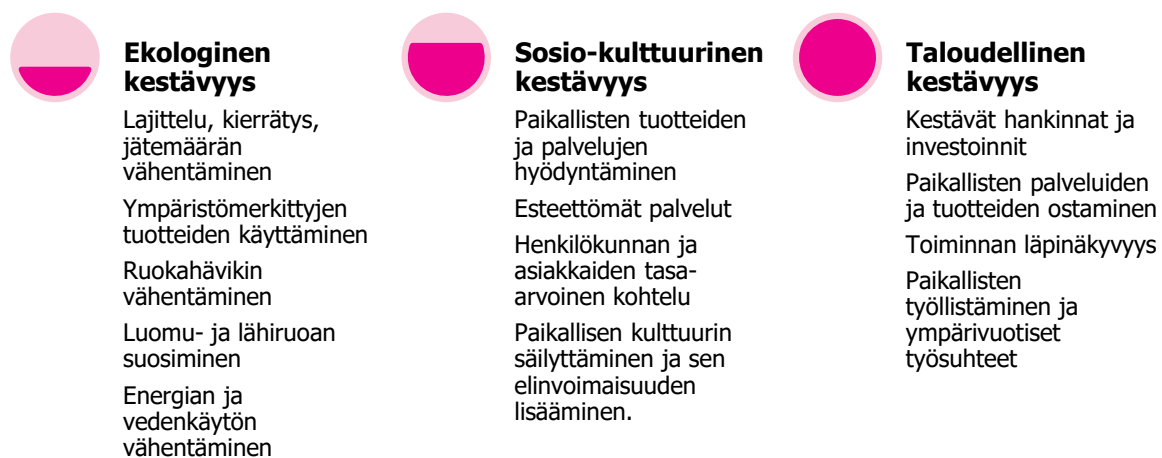 Ekologinen
kestävyys
Lajittelu, kierrätys,
jätemäärän
vähentäminen
Ympäristömerkittyjen
tuotteiden käyttäminen
Ruokahävikin
vähentäminen
Luomu- ja lähiruoan
suosiminen
Energian ja
vedenkäytön
vähentäminen
Sosio-kulttuurinen
kestävyys
Paikallisten tuotteiden
ja palvelujen
hyödyntäminen
Esteettömät palvelut
Henkilökunnan ja
asiakkaiden tasa-
arvoinen kohtelu
Paikallisen kulttuurin
säilyttäminen ja sen
elinvoimaisuuden
lisääminen.
Taloudellinen
kestävyys
Kestävät hankinnat ja
investoinnit
Paikallisten palveluiden
ja tuotteiden ostaminen
Toiminnan läpinäkyvyys
Paikallisten
työllistäminen ja
ympärivuotiset
työsuhteet